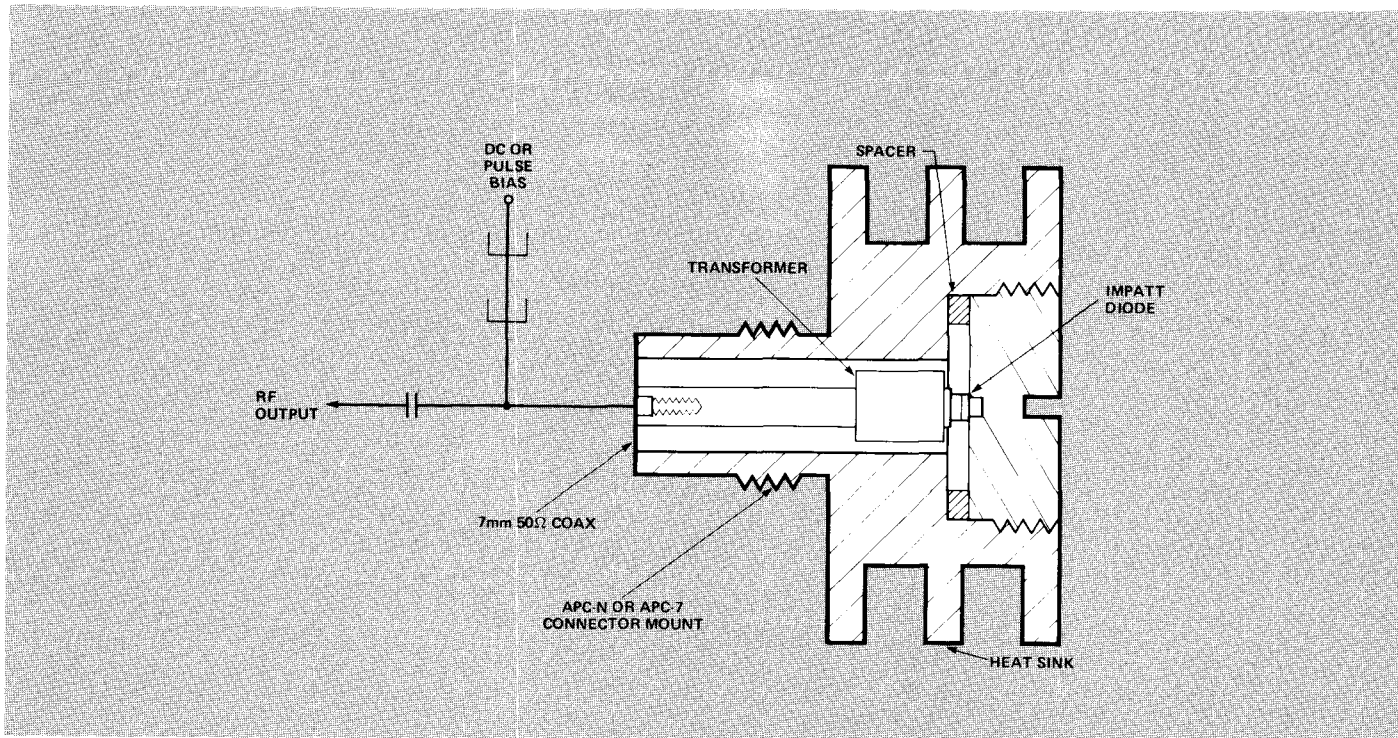 DC OR
PULSE
BIAS
SPACER
TRANSFORMER
IMPATT
DIODE
RF
OUTPUT
7mm 50Ω COAX
APC-N OR APC-7
CONNECTOR MOUNT
HEAT SINK